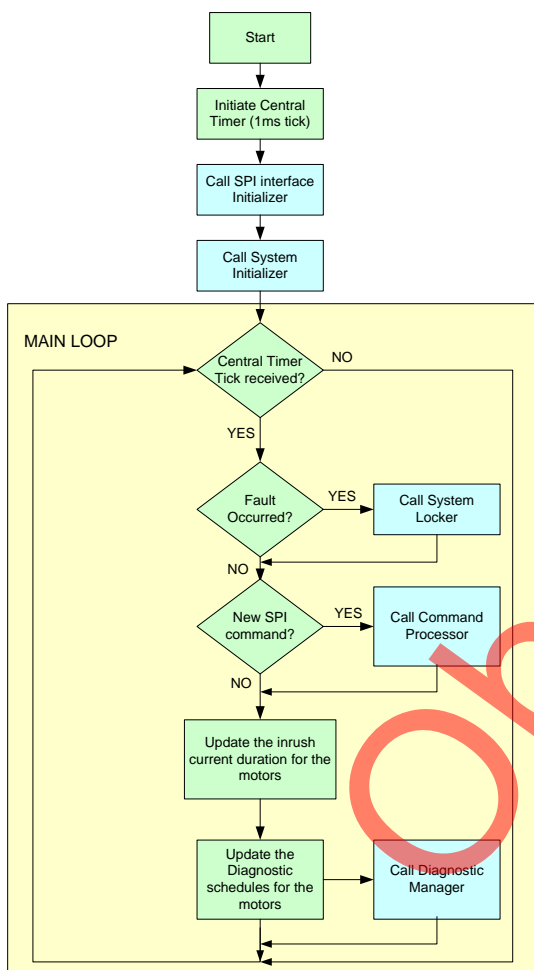 Start
Initiate Central
Timer (1ms tick)
Call SPI interface
Initializer
Call System
Initializer
MAIN LOOP
Central Timer
Tick received?
NO
YES
Fault
Occurred?
YES
Call System
Locker
NO
New SPI
command?
YES
Call Command
Processor
NO
Update the inrush
current duration for the
motors
Update the
Diagnostic
schedules for the
motors
Call Diagnostic
Manager